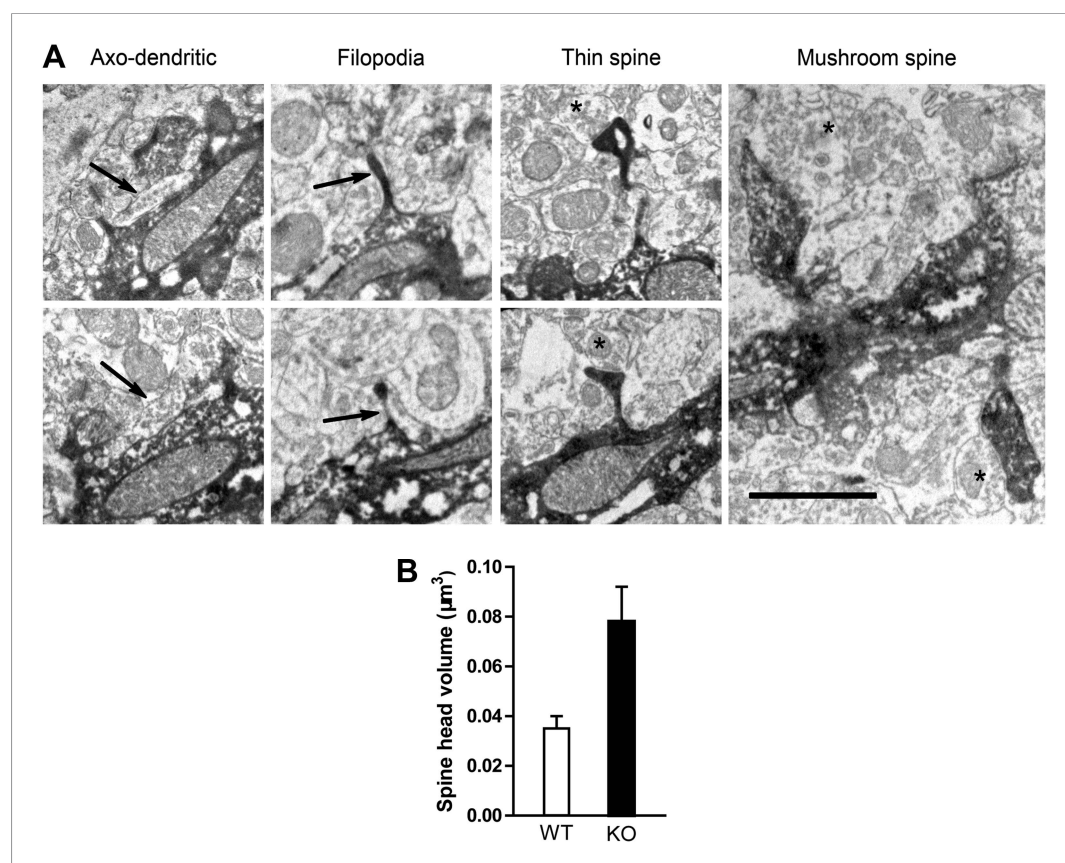 A
Axo-dendritic Filopodia Thin spine Mushroom spine
*
*
*
*
B
Spine head volume (µm³)
0.10
0.08
0.06
0.04
0.02
0.00
WT KO